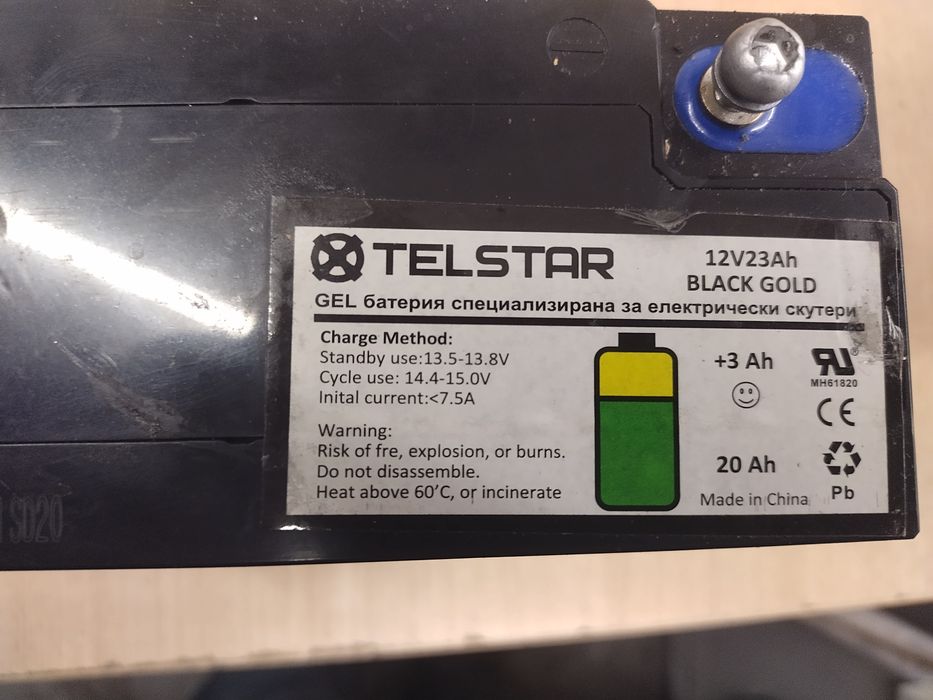 TELSTAR
12V23Ah
BLACK GOLD
GEL батерия специализирана за електрически скутери
Charge Method:
Standby use:13.5-13.8V
Cycle use: 14.4-15.0V
Inital current:<7.5A
Warning:
Risk of fre, explosion, or burns.
Do not disassemble.
Heat above 60'C, or incinerate
+3 Ah
20 Ah
Made in China
RU®
MH61820
CE
Pb
SD20